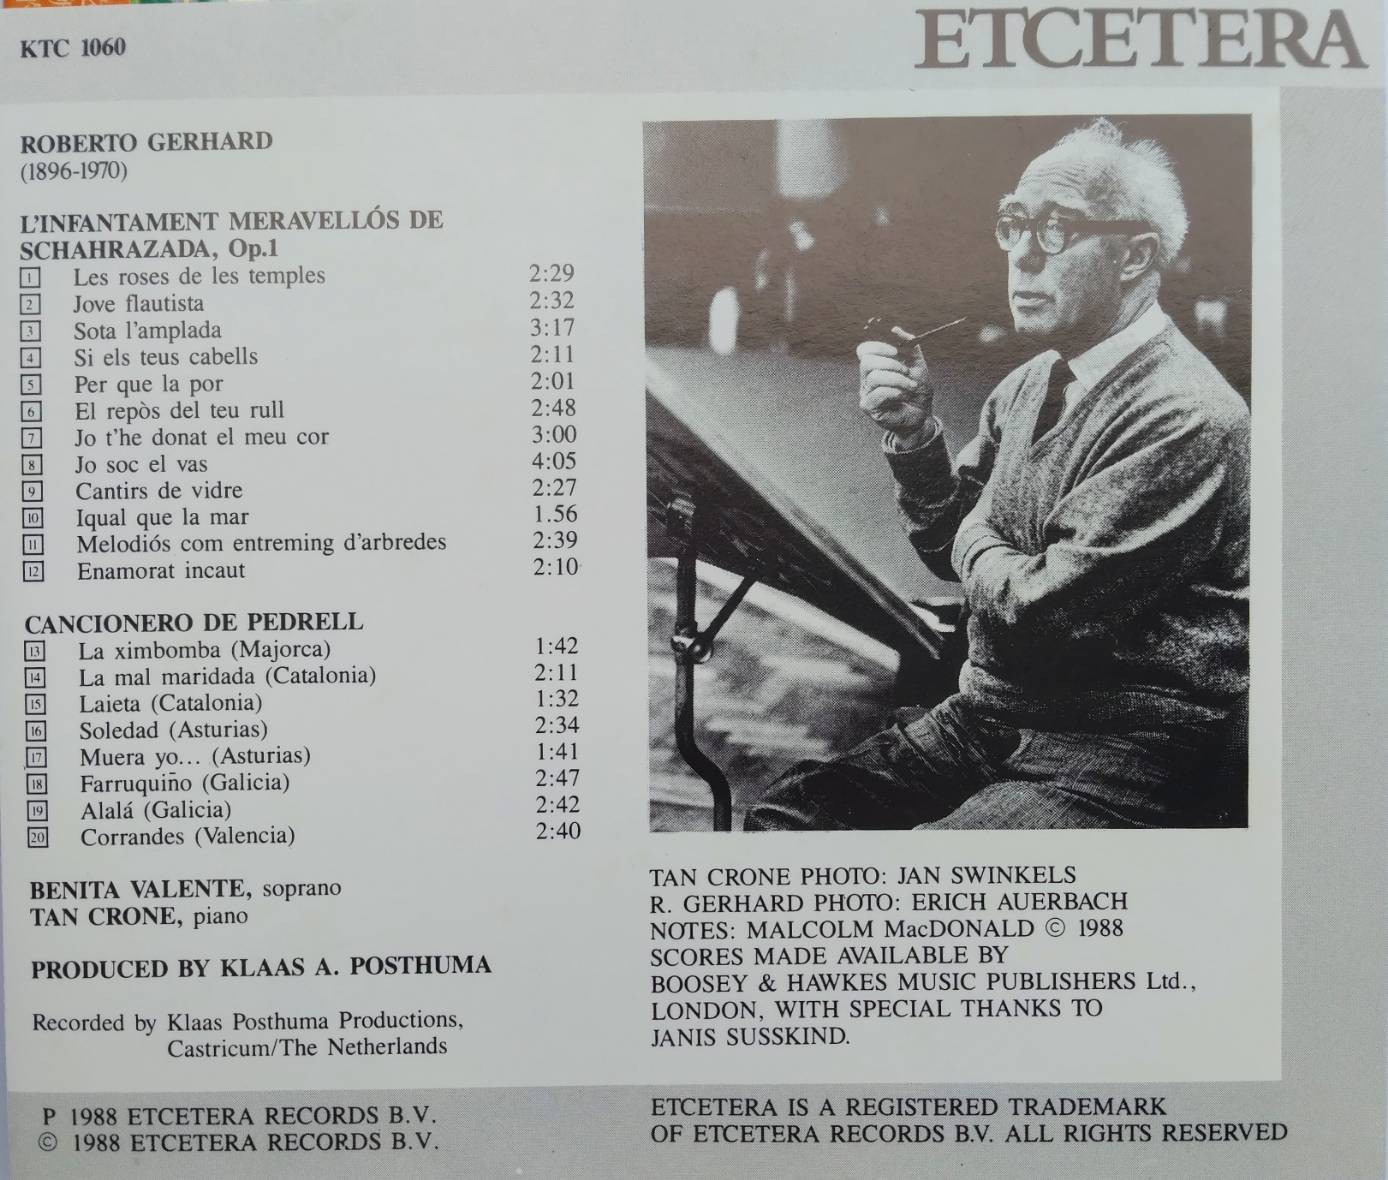 KTC 1060
ETCETERA
ROBERTO GERHARD
(1896-1970)
L'INFANTAMENT MERAVELLÓS DE
SCHAHRAZADA, Op.1
1 Les roses de les temples 2:29
2 Jove flautista 2:32
3 Sota l'amplada 3:17
4 Si els teus cabells 2:11
5 Per que la por 2:01
6 El repòs del teu rull 2:48
7 Jo t'he donat el meu cor 3:00
8 Jo soc el vas 4:05
9 Cantirs de vidre 2:27
10 Iqual que la mar 1.56
11 Melodiós com entreming d'arbredes 2:39
12 Enamorat incaut 2:10
CANCIONERO DE PEDRELL
13 La ximbomba (Majorca) 1:42
14 La mal maridada (Catalonia) 2:11
15 Laieta (Catalonia) 1:32
16 Soledad (Asturias) 2:34
17 Muera yo... (Asturias) 1:41
18 Farruquiño (Galicia) 2:47
19 Alalá (Galicia) 2:42
20 Corrandes (Valencia) 2:40
BENITA VALENTE, soprano
TAN CRONE, piano
PRODUCED BY KLAAS A. POSTHUMA
Recorded by Klaas Posthuma Productions,
Castricum/The Netherlands
P 1988 ETCETERA RECORDS B.V.
© 1988 ETCETERA RECORDS B.V.
TAN CRONE PHOTO: JAN SWINKELS
R. GERHARD PHOTO: ERICH AUERBACH
NOTES: MALCOLM MacDONALD © 1988
SCORES MADE AVAILABLE BY
BOOSEY & HAWKES MUSIC PUBLISHERS Ltd.,
LONDON, WITH SPECIAL THANKS TO
JANIS SUSSKIND.
ETCETERA IS A REGISTERED TRADEMARK
OF ETCETERA RECORDS B.V. ALL RIGHTS RESERVED